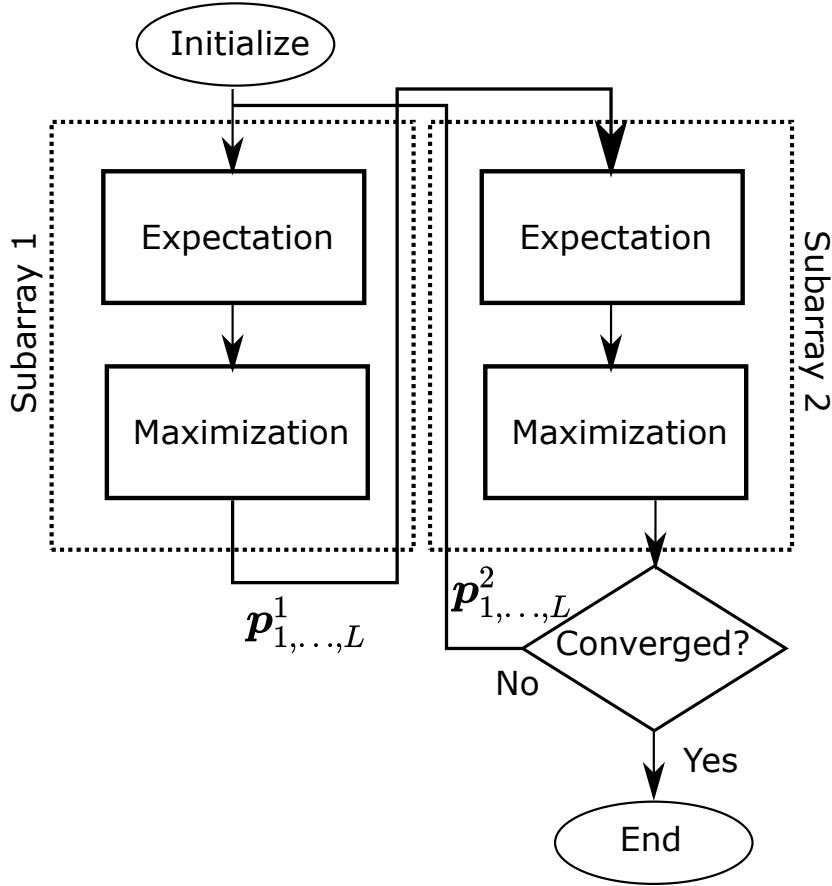 Initialize
Subarray 1
Expectation
Maximization
p^1_{1,...,L}
Subarray 2
Expectation
Maximization
p^2_{1,...,L}
Converged?
No
Yes
End